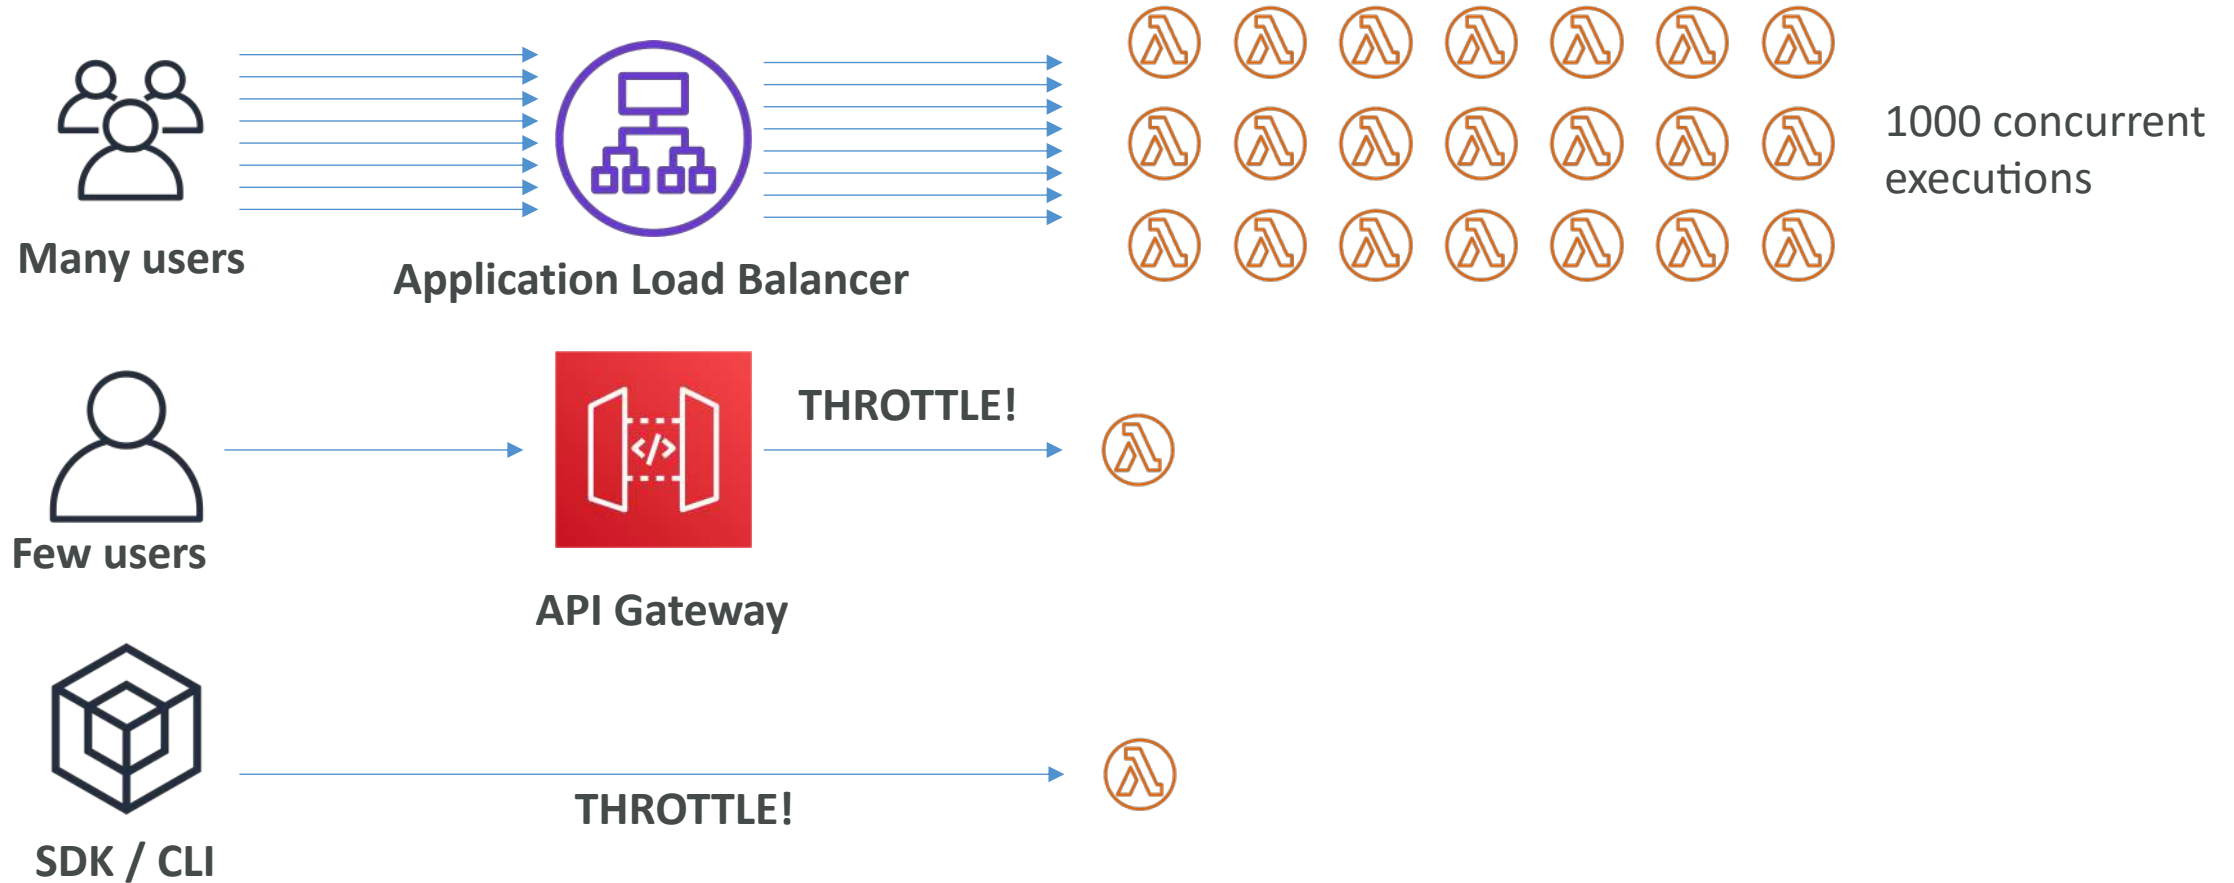 Many users
Application Load Balancer
1000 concurrent
executions
Few users
</>
API Gateway
THROTTLE!
SDK / CLI
THROTTLE!